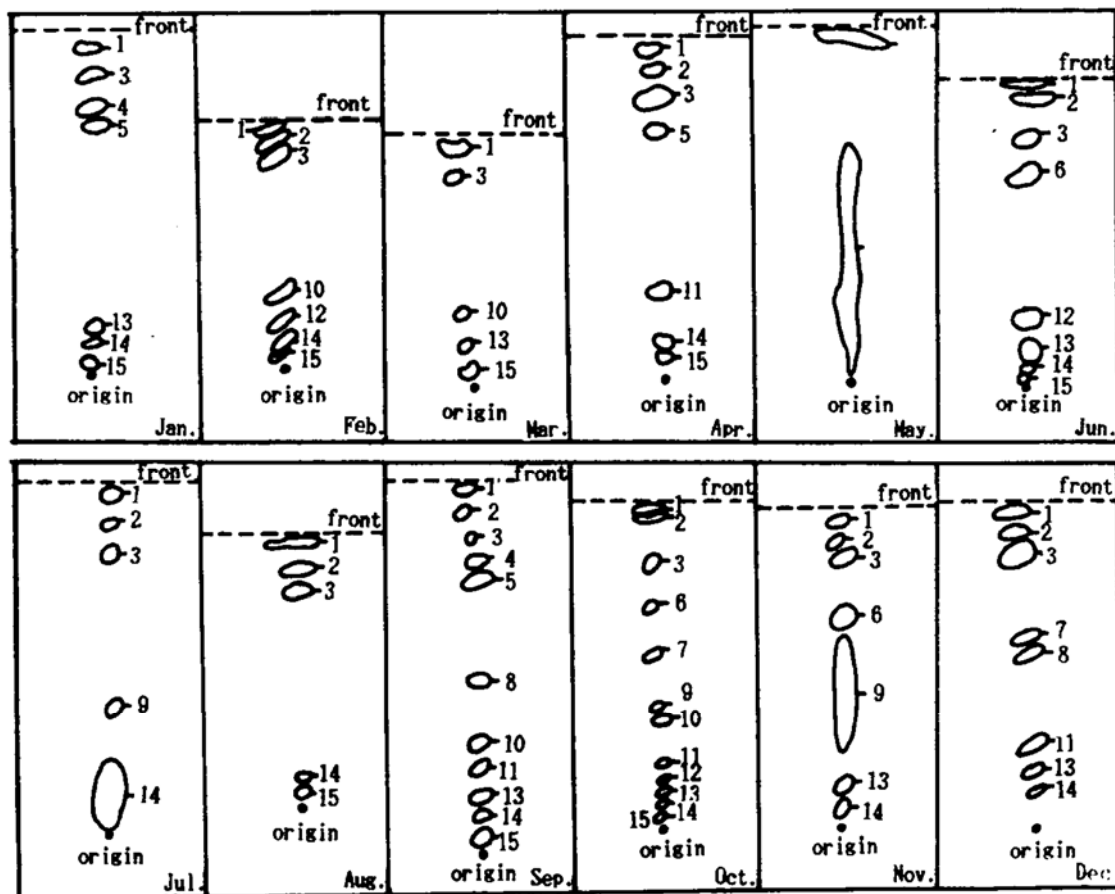 front
1
3
4
5
13
14
15
origin
Jan.
front
1
2
3
10
12
14
15
origin
Feb.
front
1
3
10
13
15
origin
Mar.
front
1
2
3
5
11
14
15
origin
Apr.
front
origin
May.
front
1
2
3
6
12
13
14
15
origin
Jun.
front
1
2
3
9
14
origin
Jul.
front
1
2
3
14
15
origin
Aug.
front
1
2
3
4
5
8
10
11
13
14
15
origin
Sep.
front
1
2
3
6
7
9
10
11
12
13
14
15
origin
Oct.
front
1
2
3
6
9
13
14
origin
Nov.
front
1
2
3
7
8
11
13
14
origin
Dec